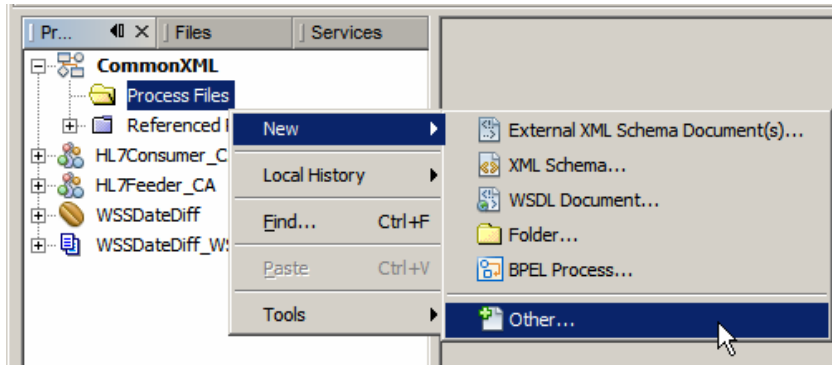 Pr... Files Services
CommonXML
Process Files
Referenced
HL7Consumer_C
HL7Feeder_CA
WSSDateDiff
WSSDateDiff_WS
New
Local History
Find... Ctrl+F
Paste Ctrl+V
Tools
External XML Schema Document(s)...
XML Schema...
WSDL Document...
Folder...
BPEL Process...
Other...